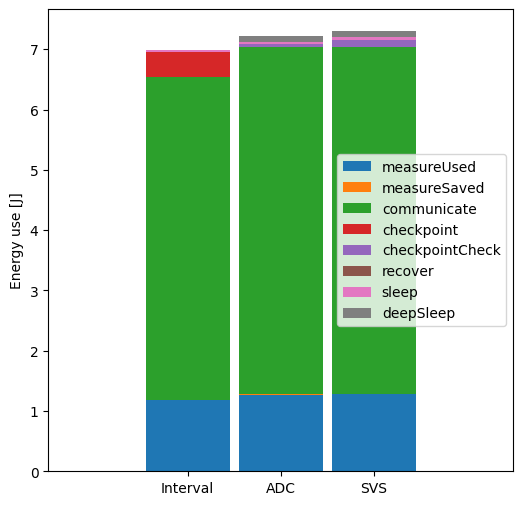 Energy use [J]
7
6
5
4
3
2
1
0
measureUsed
measureSaved
communicate
checkpoint
checkpointCheck
recover
sleep
deepSleep
Interval
ADC
SVS